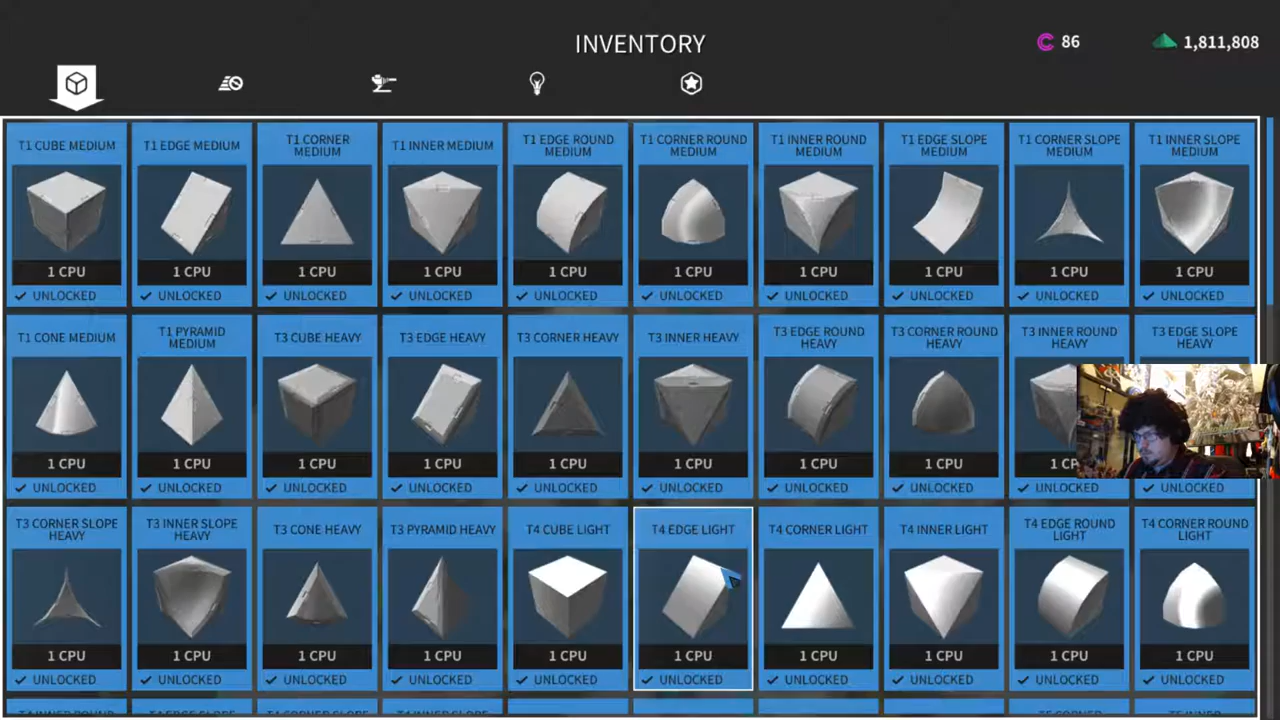 INVENTORY
86
1,811,808
T1 CUBE MEDIUM
T1 EDGE MEDIUM
T1 CORNER
MEDIUM
T1 INNER MEDIUM
T1 EDGE ROUND
MEDIUM
T1 CORNER ROUND
MEDIUM
T1 INNER ROUND
MEDIUM
T1 EDGE SLOPE
MEDIUM
T1 CORNER SLOPE
MEDIUM
T1 INNER SLOPE
MEDIUM
1 CPU
1 CPU
1 CPU
1 CPU
1 CPU
1 CPU
1 CPU
1 CPU
1 CPU
1 CPU
UNLOCKED
UNLOCKED
UNLOCKED
UNLOCKED
UNLOCKED
UNLOCKED
UNLOCKED
UNLOCKED
UNLOCKED
UNLOCKED
T1 CONE MEDIUM
T1 PYRAMID
MEDIUM
T3 CUBE HEAVY
T3 EDGE HEAVY
T3 CORNER HEAVY
T3 INNER HEAVY
T3 EDGE ROUND
HEAVY
T3 CORNER ROUND
HEAVY
T3 INNER ROUND
HEAVY
T3 EDGE SLOPE
HEAVY
1 CPU
1 CPU
1 CPU
1 CPU
1 CPU
1 CPU
1 CPU
1 CPU
1 CP
UNLOCKED
UNLOCKED
UNLOCKED
UNLOCKED
UNLOCKED
UNLOCKED
UNLOCKED
UNLOCKED
UNLOCKED
UNLOCKED
T3 CORNER SLOPE
HEAVY
T3 INNER SLOPE
HEAVY
T3 CONE HEAVY
T3 PYRAMID HEAVY
T4 CUBE LIGHT
T4 EDGE LIGHT
T4 CORNER LIGHT
T4 INNER LIGHT
T4 EDGE ROUND
LIGHT
T4 CORNER ROUND
LIGHT
1 CPU
1 CPU
1 CPU
1 CPU
1 CPU
1 CPU
1 CPU
1 CPU
1 CPU
1 CPU
UNLOCKED
UNLOCKED
UNLOCKED
UNLOCKED
UNLOCKED
UNLOCKED
UNLOCKED
UNLOCKED
UNLOCKED
UNLOCKED